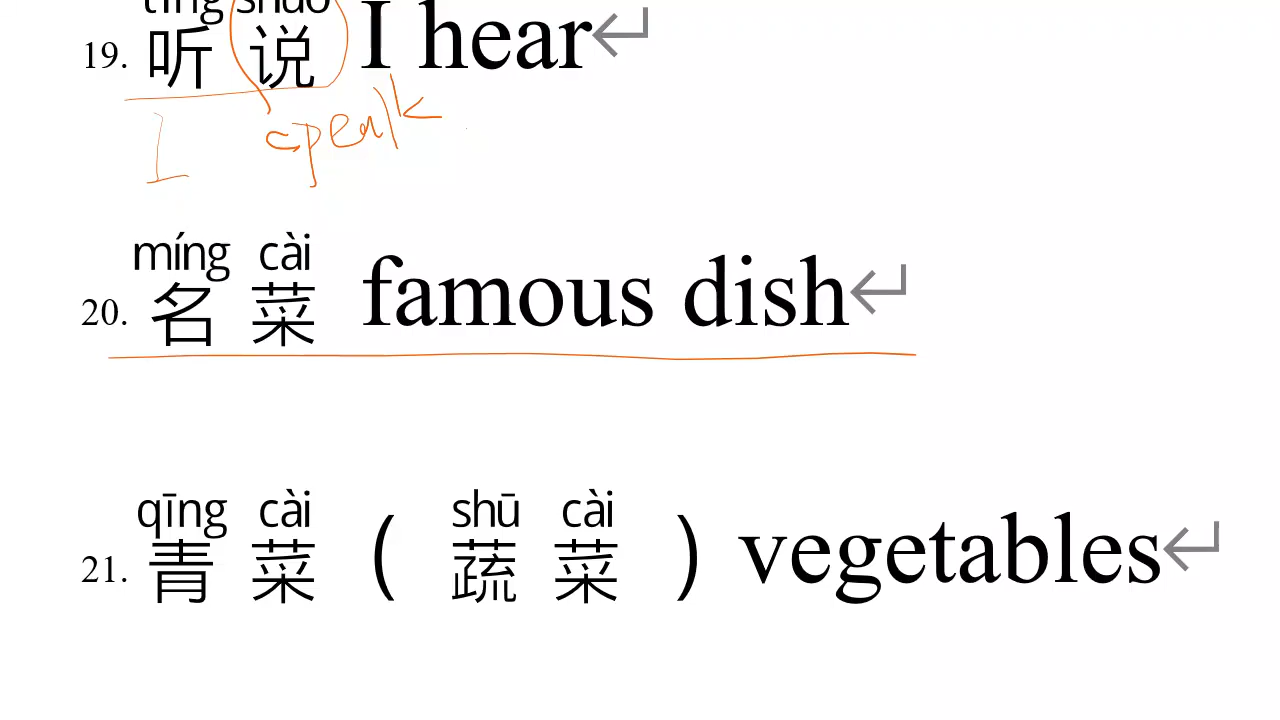 tīng shuō
19. 听 说 I hear↵
I speak
míng cài
20. 名 菜 famous dish↵
qīng cài shū cài
21. 青 菜 ( 蔬 菜 ) vegetables↵